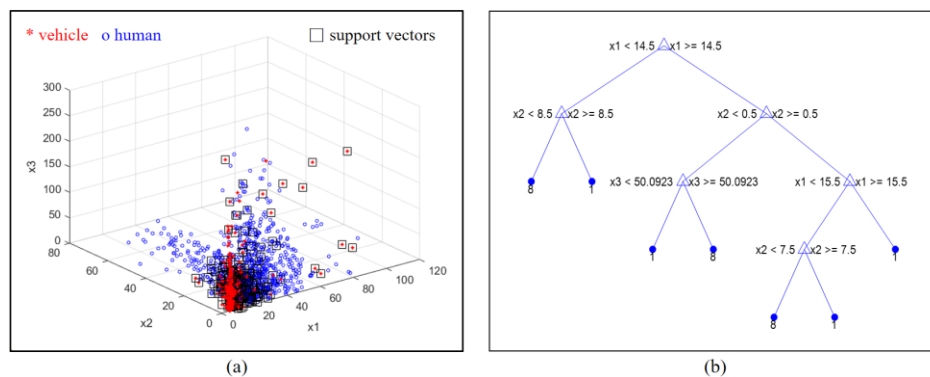 * vehicle o human
□ support vectors
300
250
200
150
100
50
0
x3
80
60
40
20
0
x2
0
20
40
60
80
100
120
x1
(a)
x1 < 14.5 x1 >= 14.5
x2 < 8.5 x2 >= 8.5
x2 < 0.5 x2 >= 0.5
8
1
x3 < 50.0923 x3 >= 50.0923
x1 < 15.5 x1 >= 15.5
1
8
x2 < 7.5 x2 >= 7.5
1
8
1
(b)